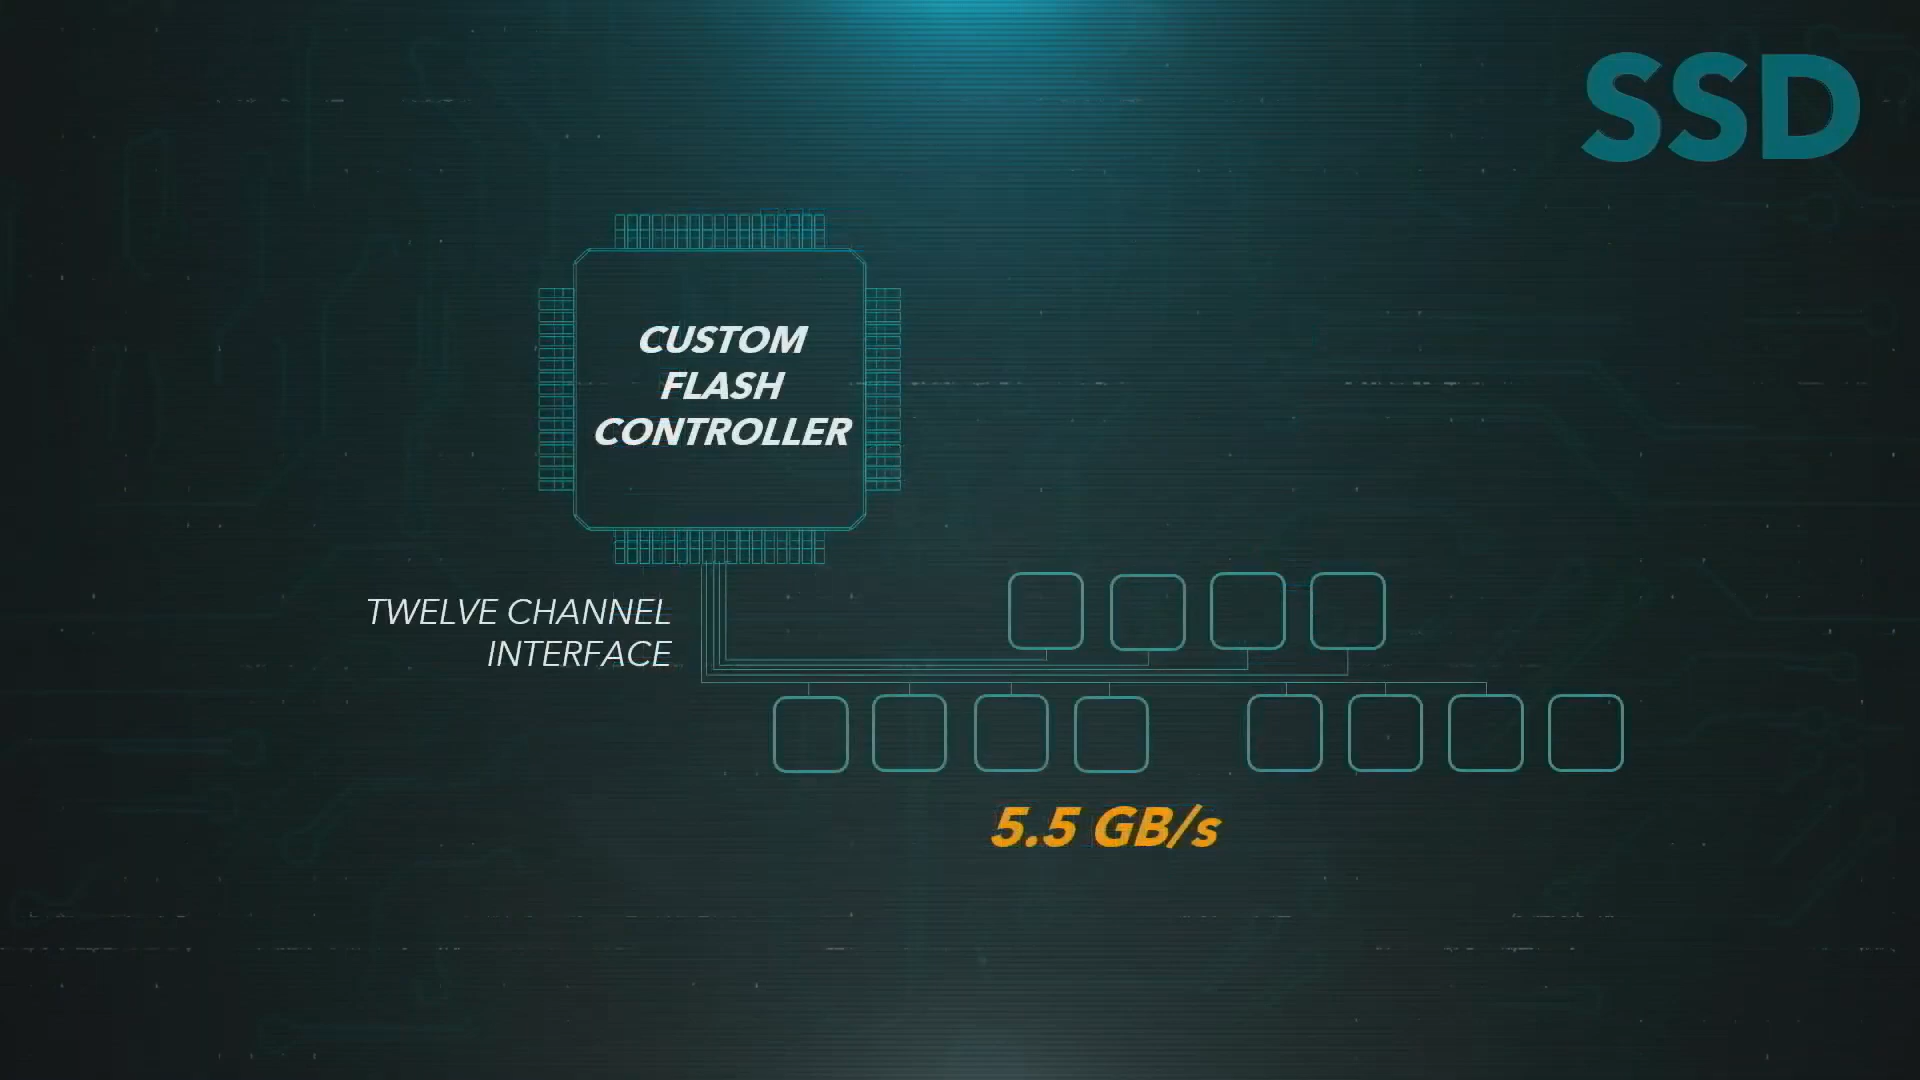 SSD
CUSTOM
FLASH
CONTROLLER
TWELVE CHANNEL
INTERFACE
5.5 GB/s